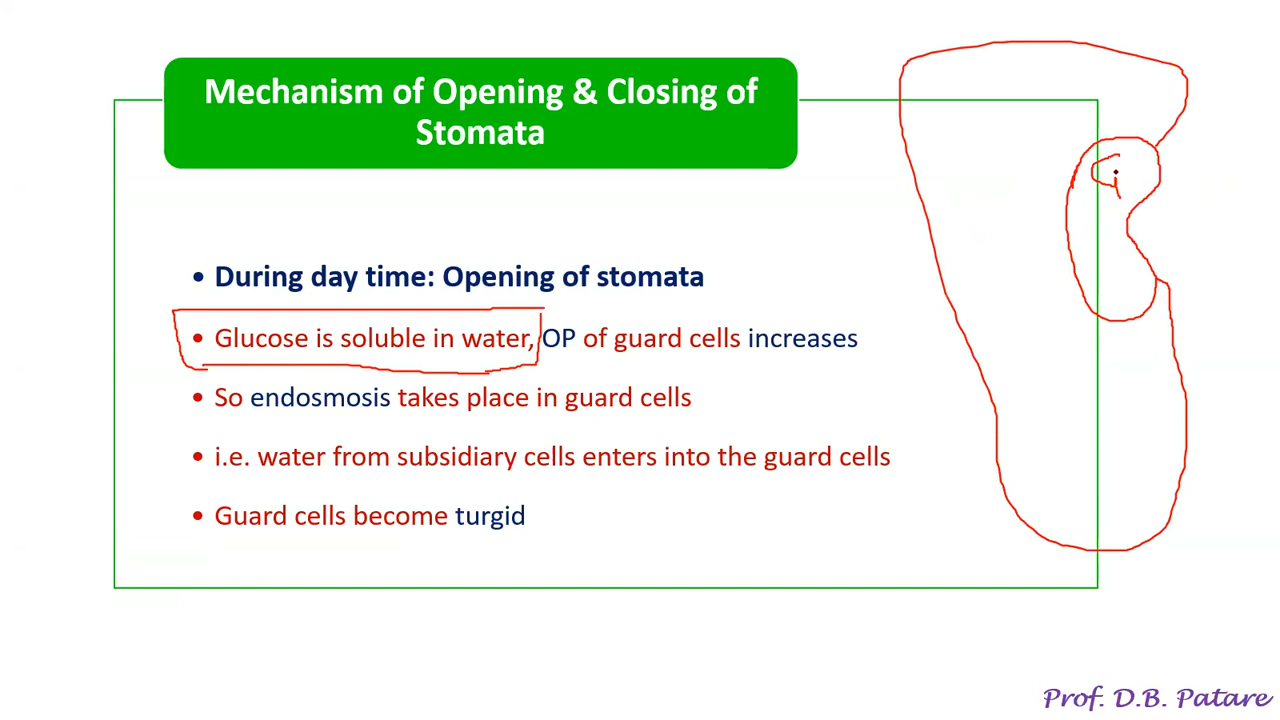 Mechanism of Opening & Closing of
Stomata
• During day time: Opening of stomata
• Glucose is soluble in water, OP of guard cells increases
• So endosmosis takes place in guard cells
• i.e. water from subsidiary cells enters into the guard cells
• Guard cells become turgid
Prof. D.B. Patare